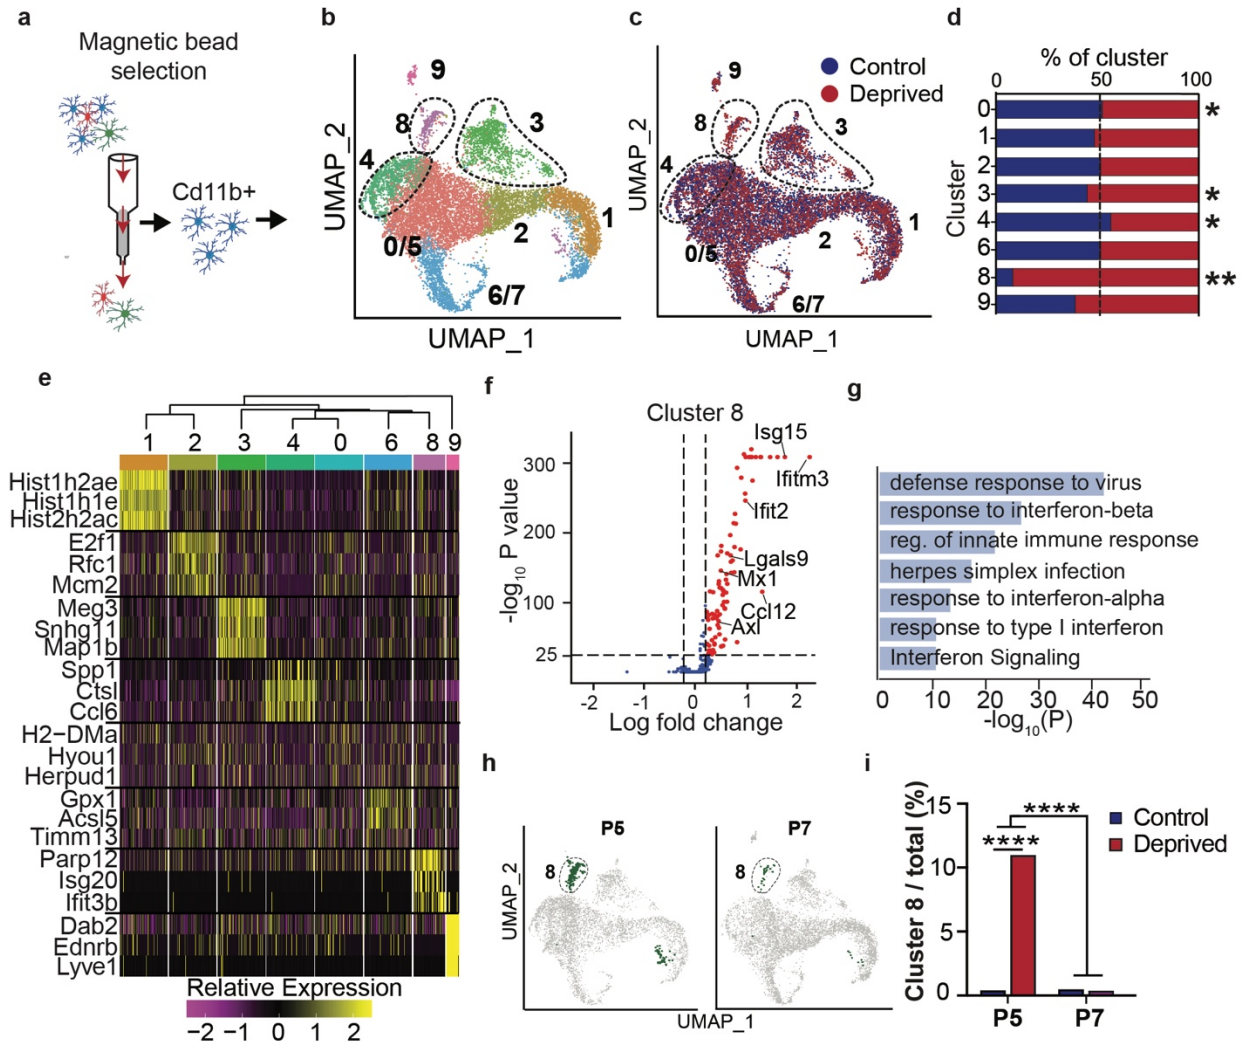 a
Magnetic bead
selection
Cd11b+
b
UMAP_2
9
8
3
4
0/5
2
1
6/7
UMAP_1
c
Control
Deprived
UMAP_2
9
8
3
4
0/5
2
1
6/7
UMAP_1
d
% of cluster
0 50 100
Cluster
0 *
1
2
3 *
4 *
6
8 **
9
e
1 2 3 4 0 6 8 9
Hist1h2ae
Hist1h1e
Hist2h2ac
E2f1
Rfc1
Mcm2
Meg3
Snhg11
Map1b
Spp1
Ctsl
Ccl6
H2-DMa
Hyou1
Herpud1
Gpx1
Acsl5
Timm13
Parp12
Isg20
Ifit3b
Dab2
Ednrb
Lyve1
Relative Expression
−2 −1 0 1 2
f
Cluster 8
-log10 P value
300
200
100
25
Isg15
Ifitm3
Ifit2
Lgals9
Mx1
Ccl12
Axl
-2 -1 0 1 2
Log fold change
g
defense response to virus
response to interferon-beta
reg. of innate immune response
herpes simplex infection
response to interferon-alpha
response to type I interferon
Interferon Signaling
0 10 20 30 40 50
-log10(P)
h
P5 P7
UMAP_2
8 8
UMAP_1
i
Cluster 8 / total (%)
15
10
5
0
****
****
Control
Deprived
P5 P7